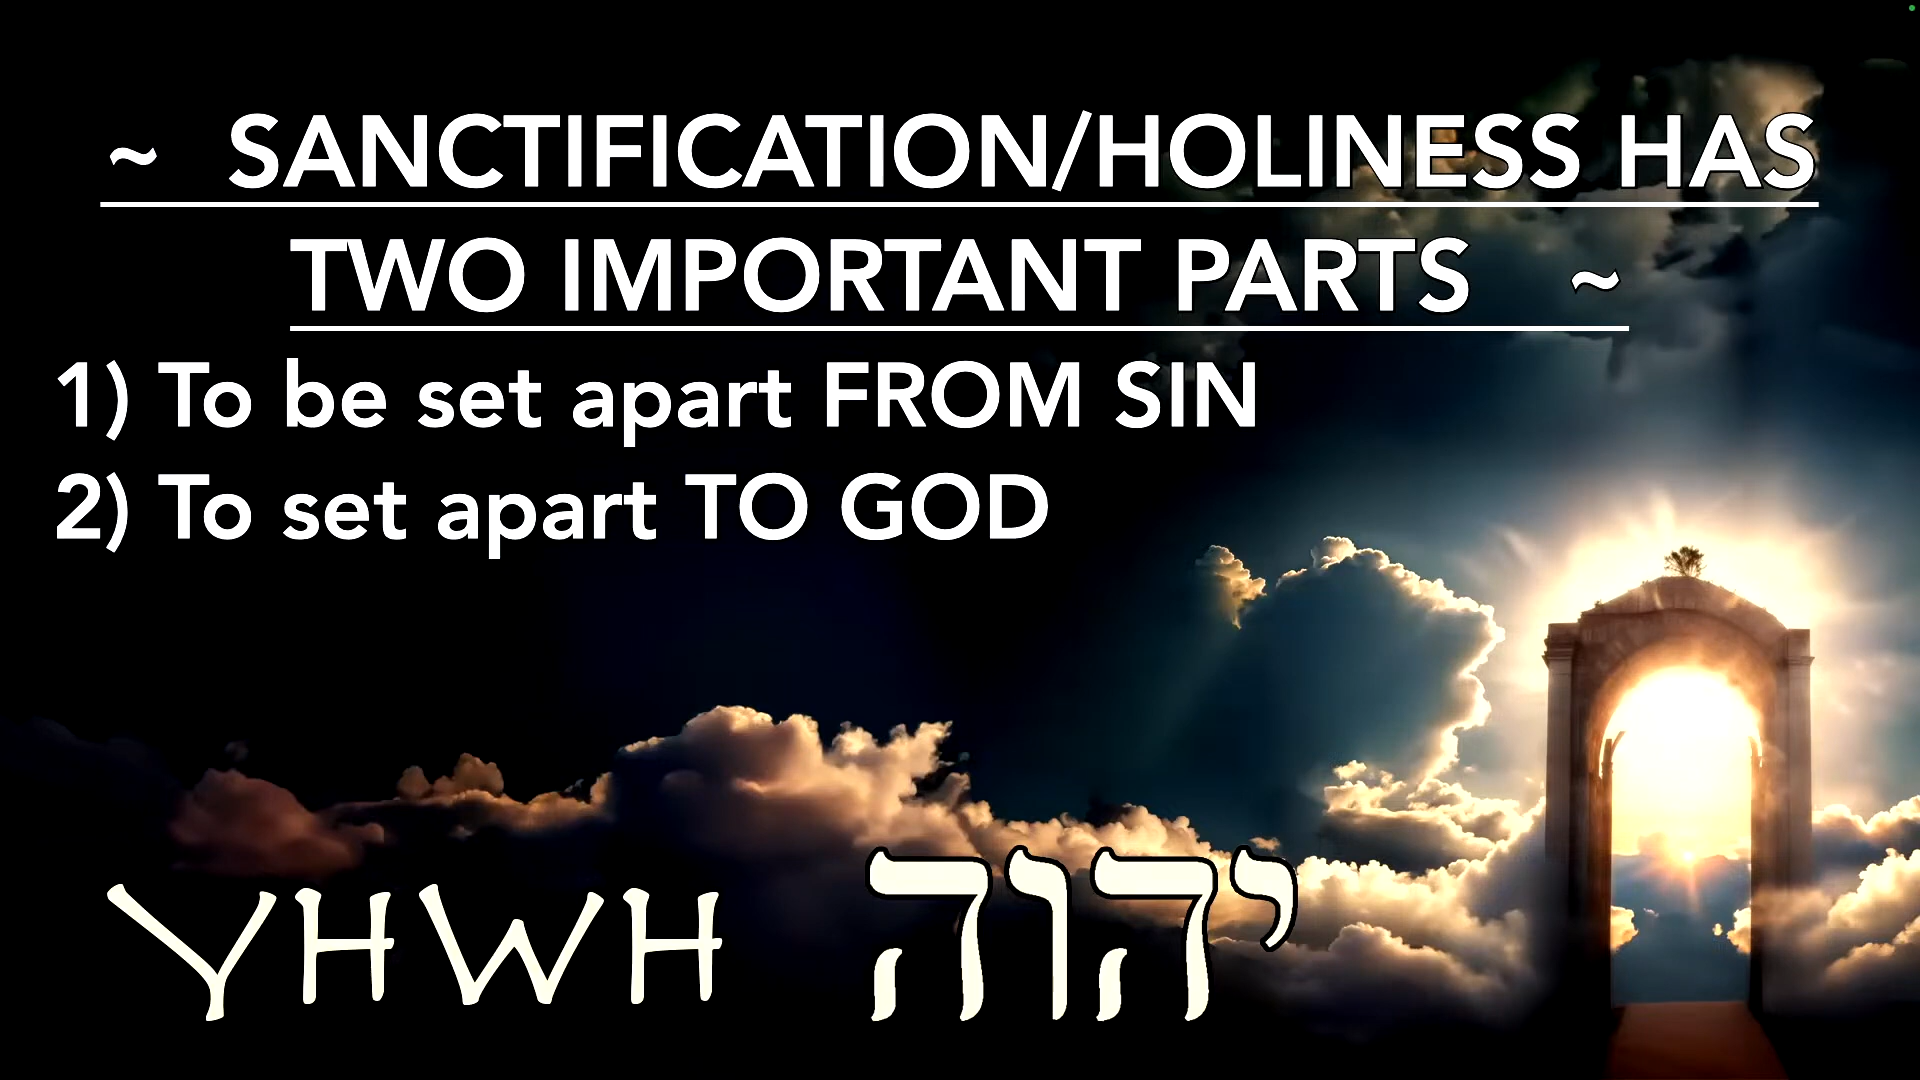 ~ SANCTIFICATION/HOLINESS HAS
TWO IMPORTANT PARTS ~
1) To be set apart FROM SIN
2) To set apart TO GOD
YHWH יהוה